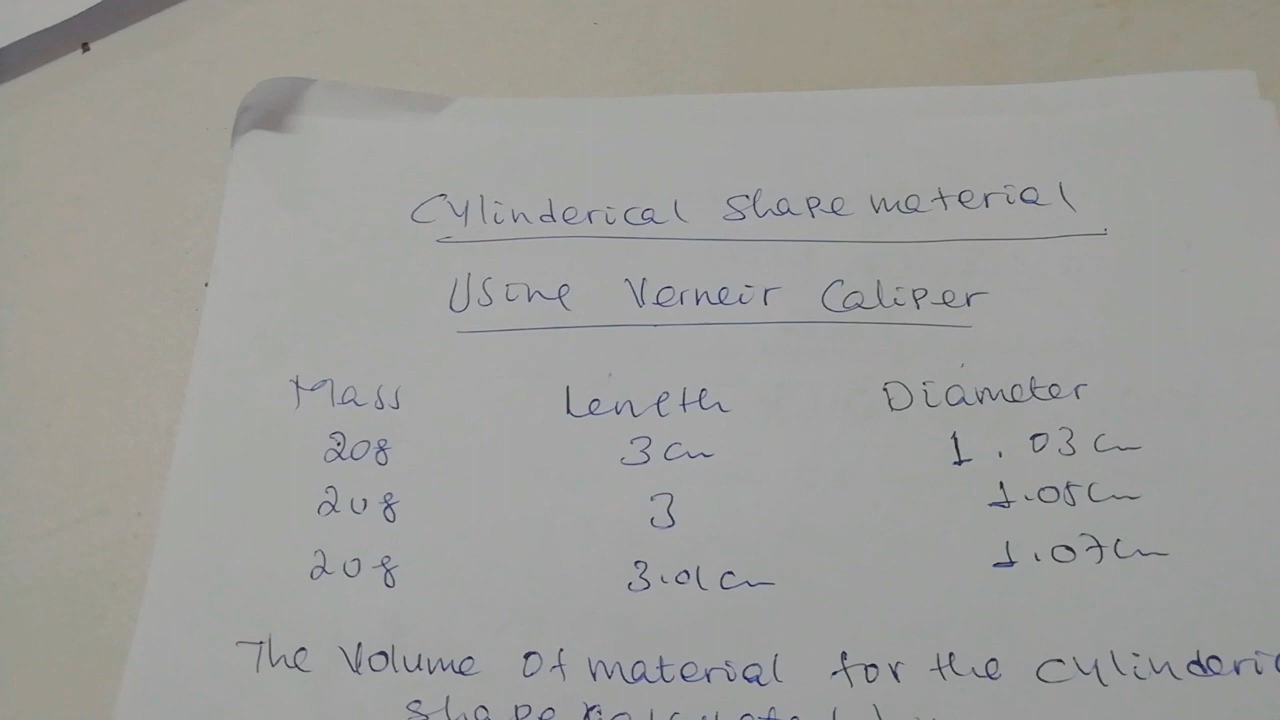 Cylinderical shape material
Using Verneir Caliper
Mass Length Diameter
20g 3cm 1.03cm
20g 3 1.05cm
20g 3.01cm 1.07cm
The Volume Of material for the cylinderic
shape